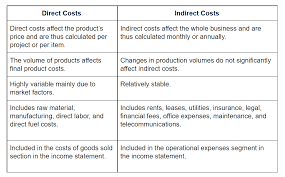 Direct Costs
Indirect Costs
Direct costs affect the product's
price and are thus calculated per
project or per item.
Indirect costs affect the whole business and are
thus calculated monthly or annually.
The volume of products affects
final product costs.
Changes in production volumes do not significantly
affect indirect costs.
Highly variable mainly due to
market factors.
Relatively stable.
Includes raw material,
manufacturing, direct labor, and
direct fuel costs.
Includes rents, leases, utilities, insurance, legal,
financial fees, office expenses, maintenance, and
telecommunications.
Included in the costs of goods sold
section in the income statement.
Included in the operational expenses segment in
the income statement.